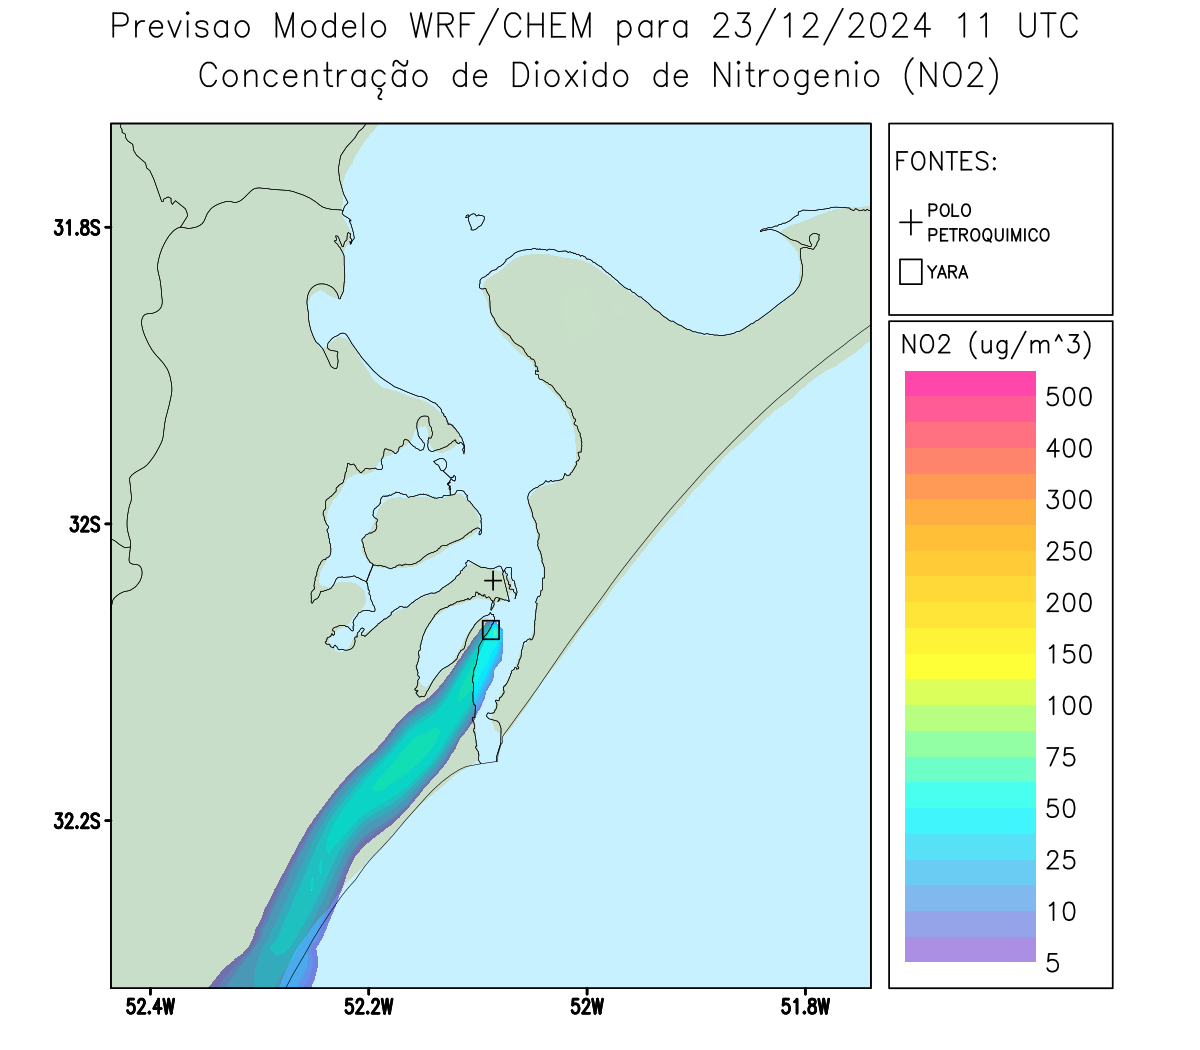 Previsao Modelo WRF/CHEM para 23/12/2024 11 UTC
Concentração de Dioxido de Nitrogenio (NO2)
FONTES:
POLO
PETROQUIMICO
YARA
NO2 (ug/m^3)
500
400
300
250
200
150
100
75
50
25
10
5
31.8S
32S
32.2S
52.4W
52.2W
52W
51.8W